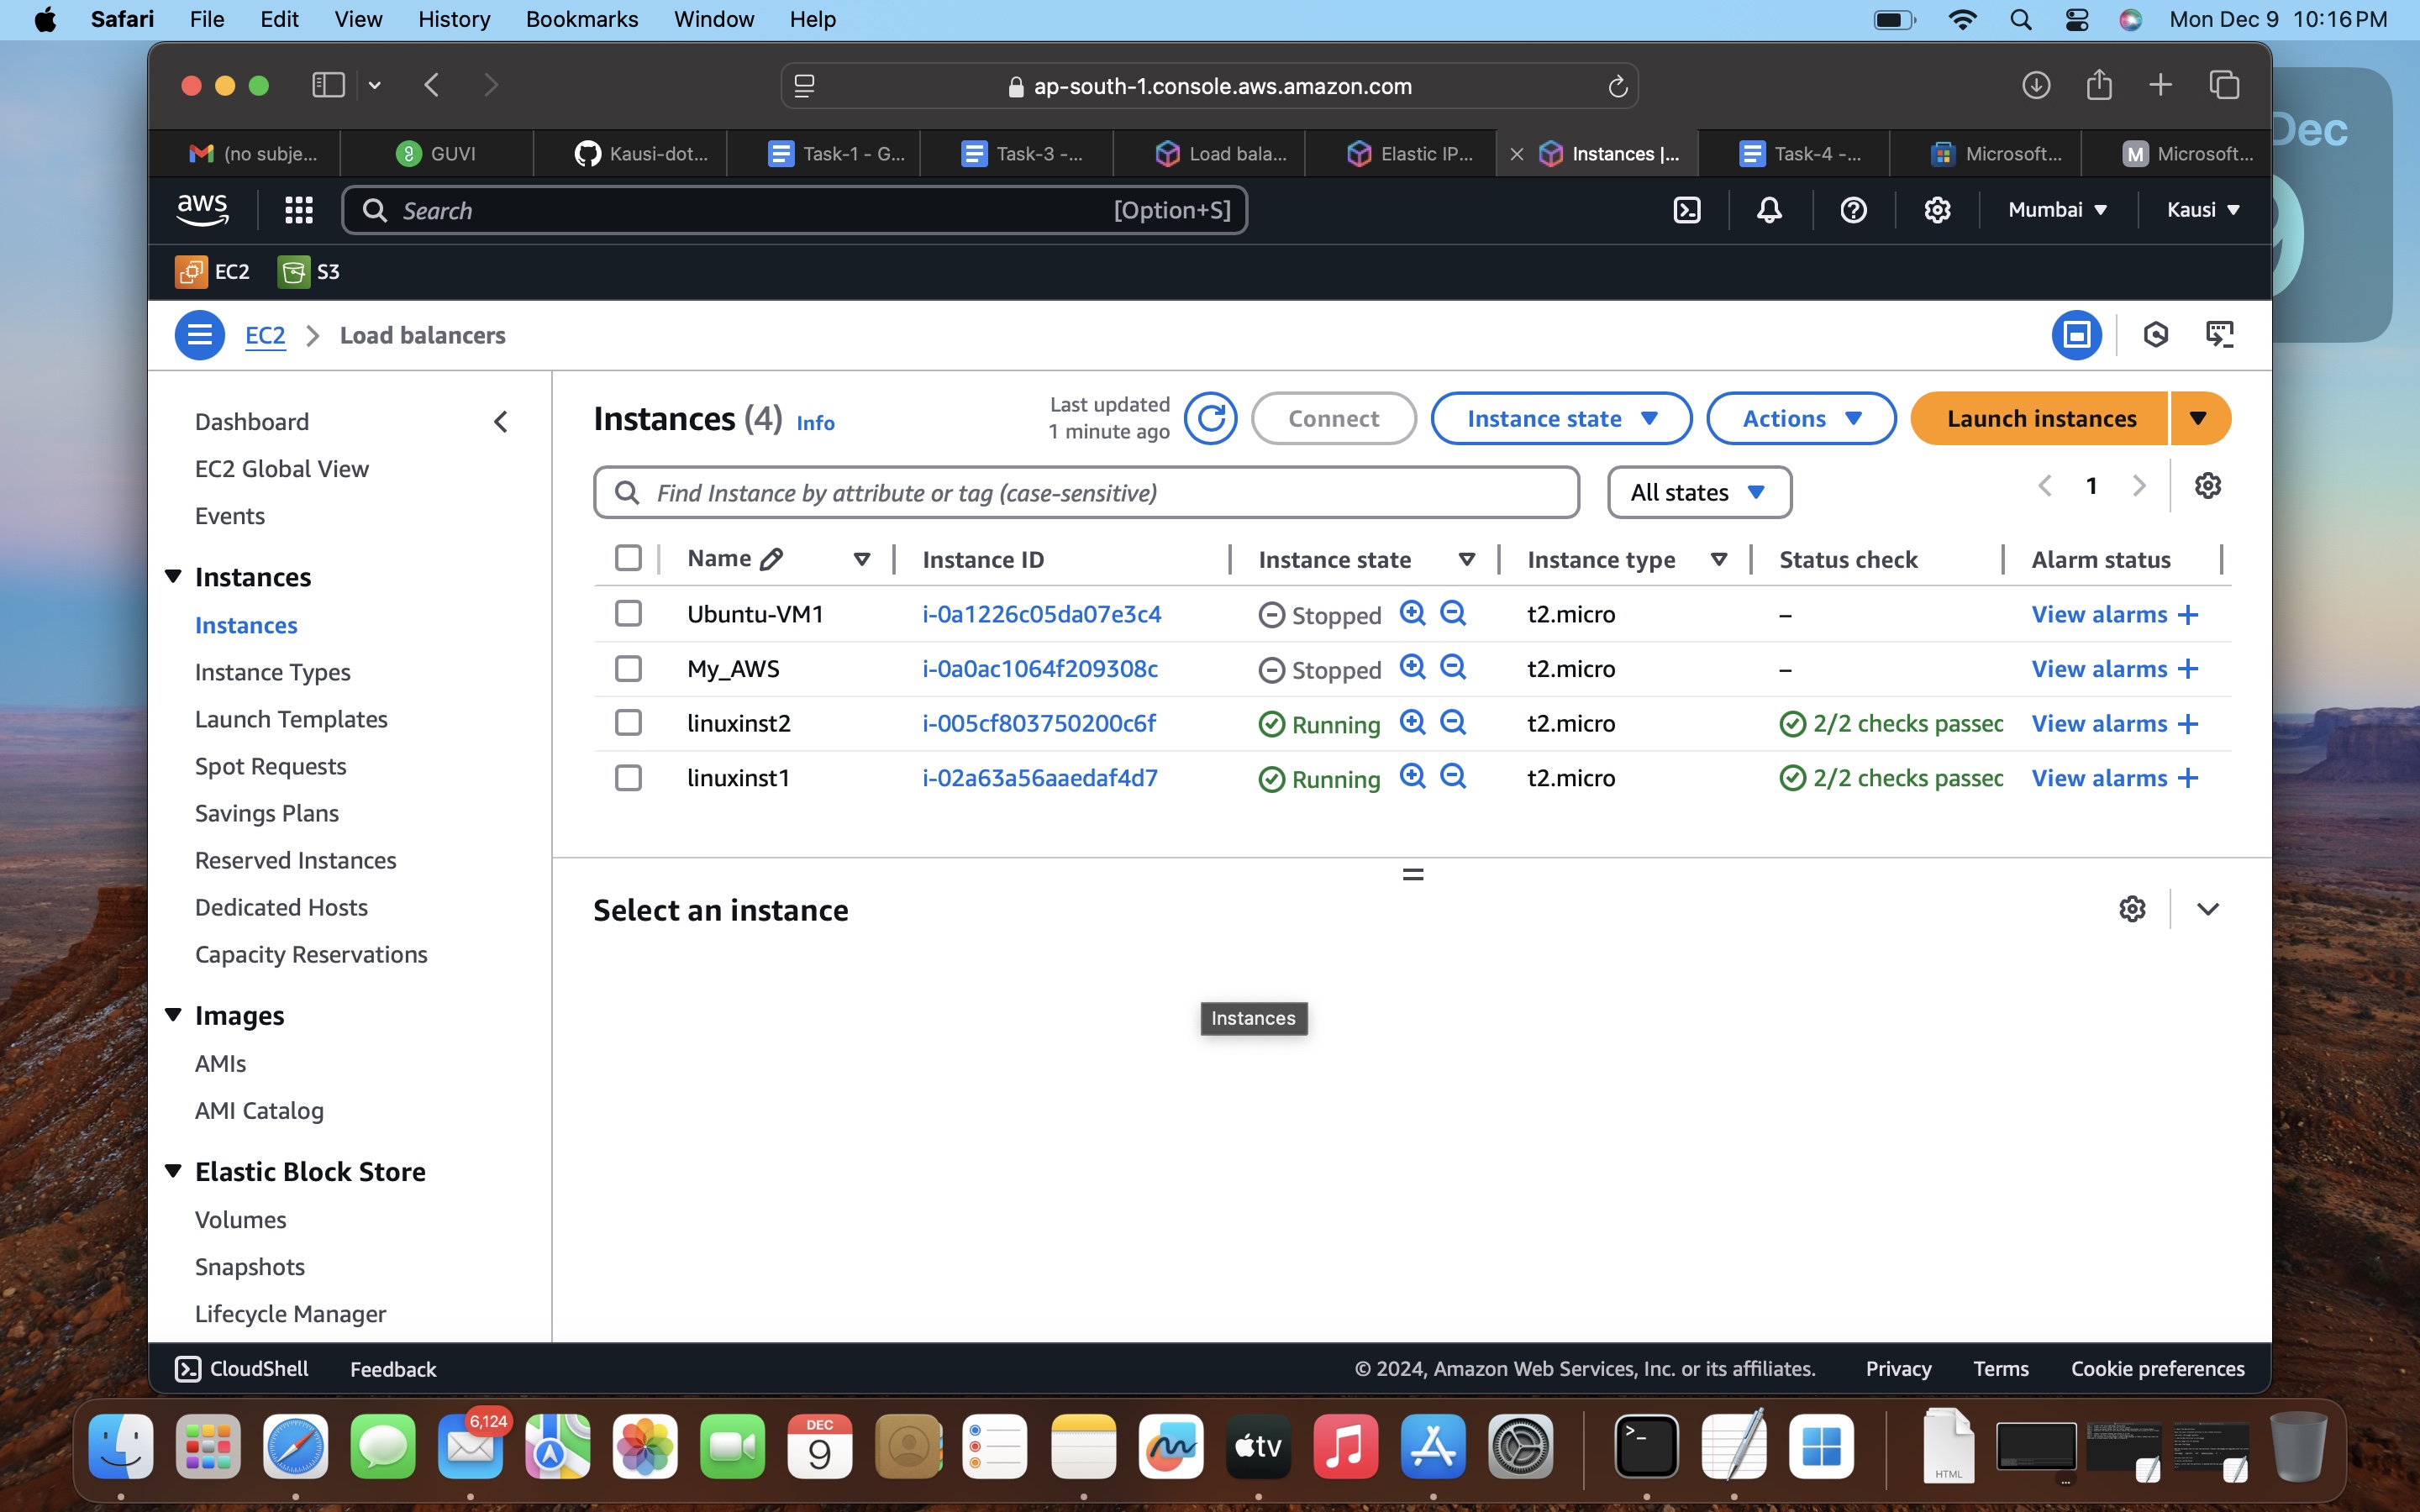 Safari File Edit View History Bookmarks Window Help Mon Dec 9 10:16 PM
ap-south-1.console.aws.amazon.com
Dec
(no subje... GUVI Kausi-dot... Task-1 - G... Task-3 -... Load bala... Elastic IP... Instances |... Task-4 -... Microsoft... M Microsoft...
aws Search [Option+S] Mumbai Kausi
EC2 S3
EC2 Load balancers
Dashboard
EC2 Global View
Events
Instances
Instances
Instance Types
Launch Templates
Spot Requests
Savings Plans
Reserved Instances
Dedicated Hosts
Capacity Reservations
Images
AMIs
AMI Catalog
Elastic Block Store
Volumes
Snapshots
Lifecycle Manager
Instances (4) Info Last updated
1 minute ago
Connect Instance state Actions Launch instances
Find Instance by attribute or tag (case-sensitive) All states 1
Name Instance ID Instance state Instance type Status check Alarm status
Ubuntu-VM1 i-0a1226c05da07e3c4 Stopped t2.micro – View alarms +
My_AWS i-0a0ac1064f209308c Stopped t2.micro – View alarms +
linuxinst2 i-005cf803750200c6f Running t2.micro 2/2 checks passec View alarms +
linuxinst1 i-02a63a56aaedaf4d7 Running t2.micro 2/2 checks passec View alarms +
Select an instance
Instances
CloudShell Feedback © 2024, Amazon Web Services, Inc. or its affiliates. Privacy Terms Cookie preferences
6,124
DEC
9
tv
HTML